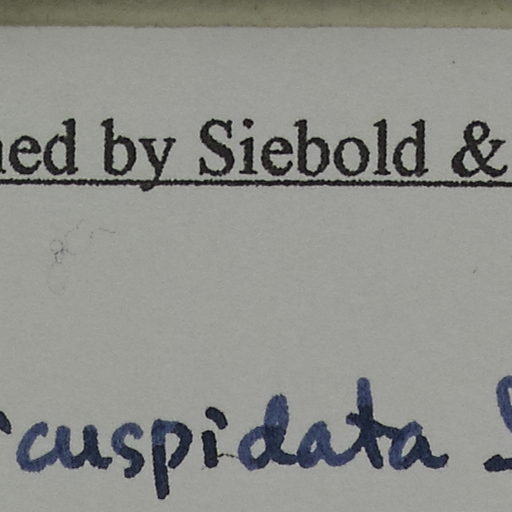 ned by Siebold &
cuspidata